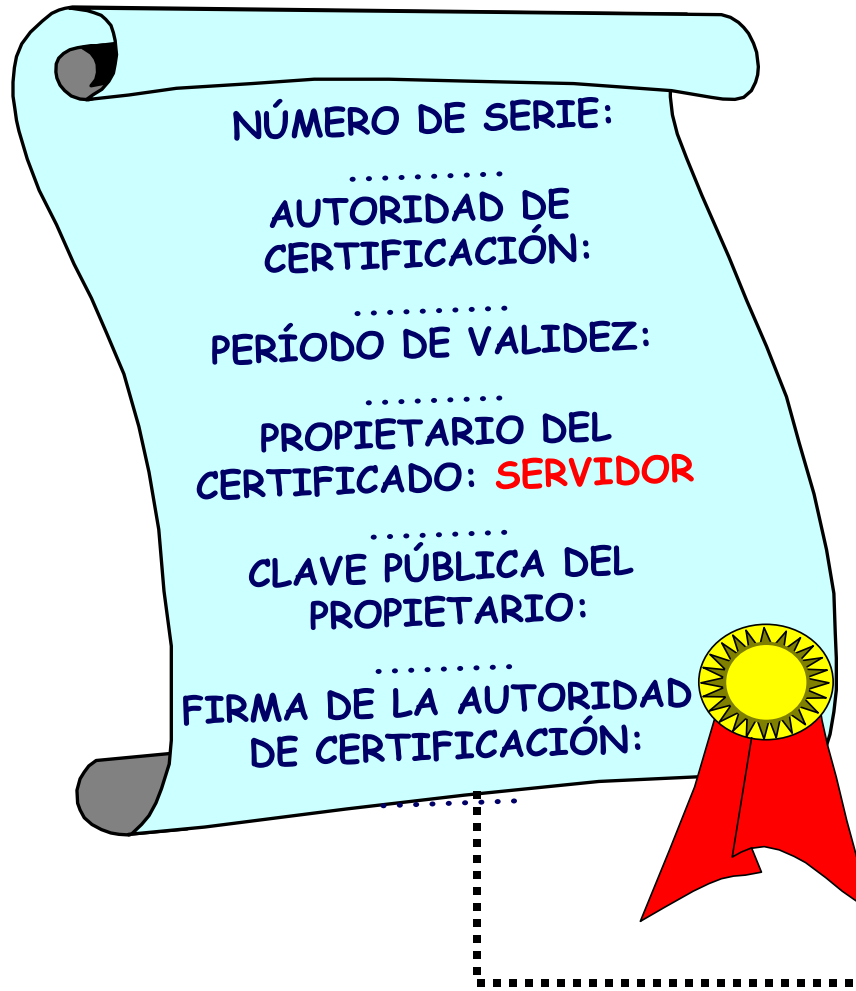 NÚMERO DE SERIE:
..........
AUTORIDAD DE
CERTIFICACIÓN:
..........
PERÍODO DE VALIDEZ:
.........
PROPIETARIO DEL
CERTIFICADO: SERVIDOR
.........
CLAVE PÚBLICA DEL
PROPIETARIO:
.........
FIRMA DE LA AUTORIDAD
DE CERTIFICACIÓN:
.........